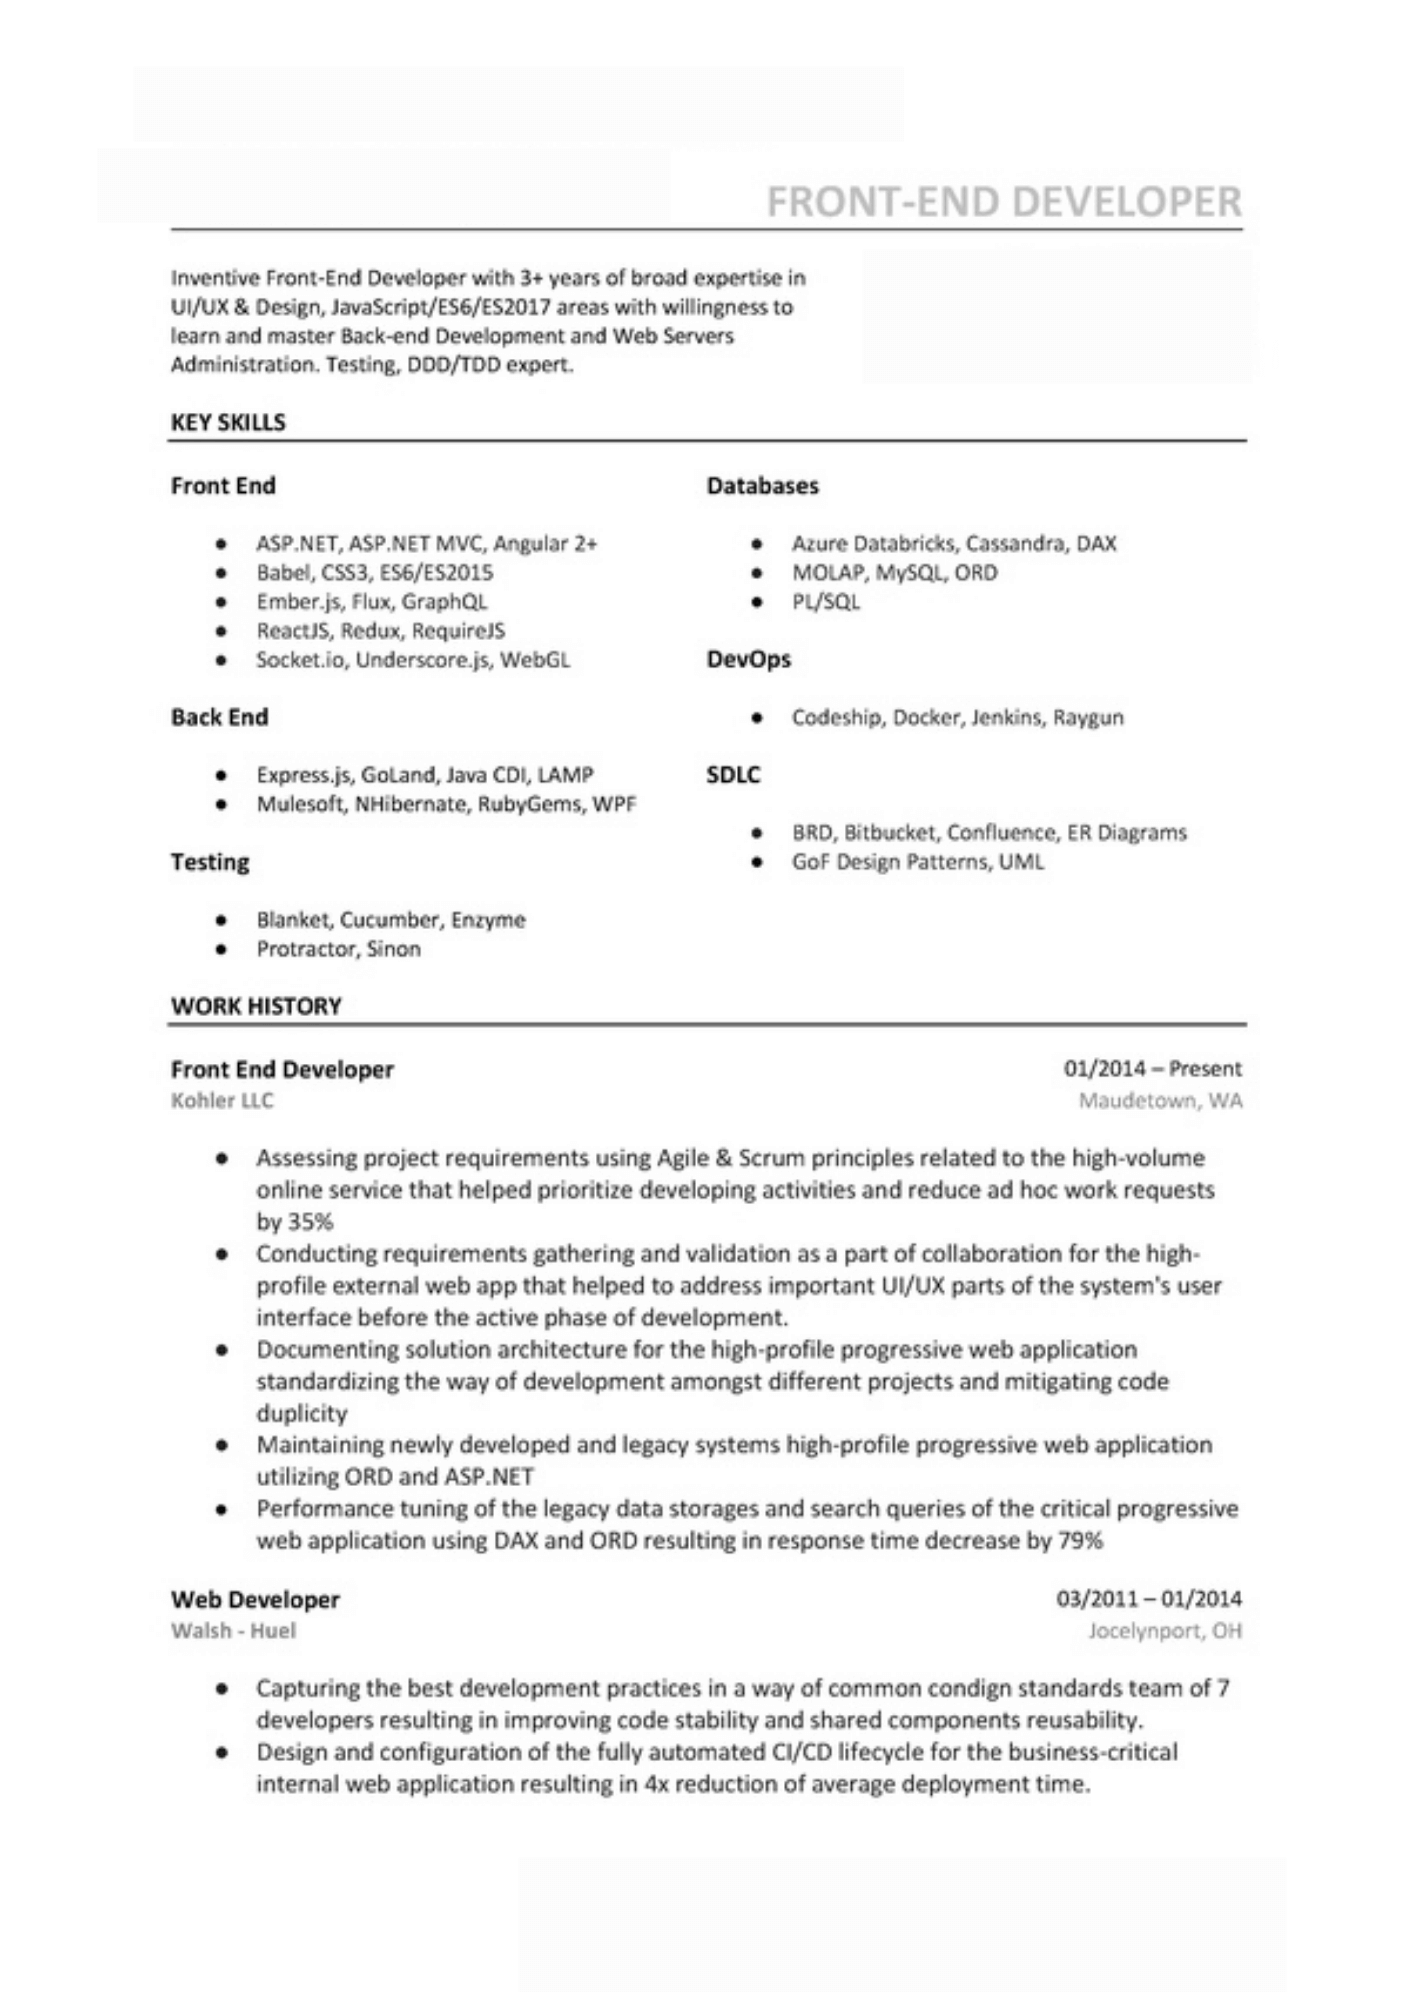 FRONT-END DEVELOPER
Inventive Front-End Developer with 3+ years of broad expertise in
UI/UX & Design, JavaScript/ES6/ES2017 areas with willingness to
learn and master Back-end Development and Web Servers
Administration. Testing, DDD/TDD expert.
KEY SKILLS
Front End
● ASP.NET, ASP.NET MVC, Angular 2+
● Babel, CSS3, ES6/ES2015
● Ember.js, Flux, GraphQL
● ReactJS, Redux, RequireJS
● Socket.io, Underscore.js, WebGL
Back End
● Express.js, GoLand, Java CDI, LAMP
● Mulesoft, NHibernate, RubyGems, WPF
Testing
● Blanket, Cucumber, Enzyme
● Protractor, Sinon
Databases
● Azure Databricks, Cassandra, DAX
● MOLAP, MySQL, ORD
● PL/SQL
DevOps
● Codeship, Docker, Jenkins, Raygun
SDLC
● BRD, Bitbucket, Confluence, ER Diagrams
● GoF Design Patterns, UML
WORK HISTORY
Front End Developer 01/2014 – Present
Kohler LLC Maudetown, WA
● Assessing project requirements using Agile & Scrum principles related to the high-volume
online service that helped prioritize developing activities and reduce ad hoc work requests
by 35%
● Conducting requirements gathering and validation as a part of collaboration for the high-
profile external web app that helped to address important UI/UX parts of the system's user
interface before the active phase of development.
● Documenting solution architecture for the high-profile progressive web application
standardizing the way of development amongst different projects and mitigating code
duplicity
● Maintaining newly developed and legacy systems high-profile progressive web application
utilizing ORD and ASP.NET
● Performance tuning of the legacy data storages and search queries of the critical progressive
web application using DAX and ORD resulting in response time decrease by 79%
Web Developer 03/2011 – 01/2014
Walsh - Huel Jocelynport, OH
● Capturing the best development practices in a way of common condign standards team of 7
developers resulting in improving code stability and shared components reusability.
● Design and configuration of the fully automated CI/CD lifecycle for the business-critical
internal web application resulting in 4x reduction of average deployment time.